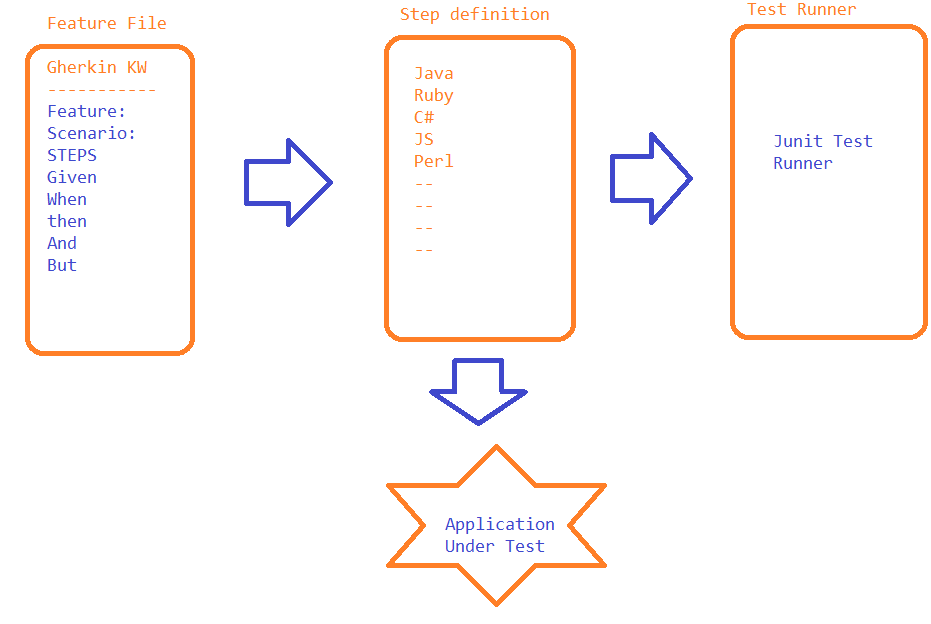 Feature File
Gherkin KW
-----------
Feature:
Scenario:
STEPS
Given
When
then
And
But
Step definition
Java
Ruby
C#
JS
Perl
--
--
--
--
Test Runner
Junit Test
Runner
Application
Under Test